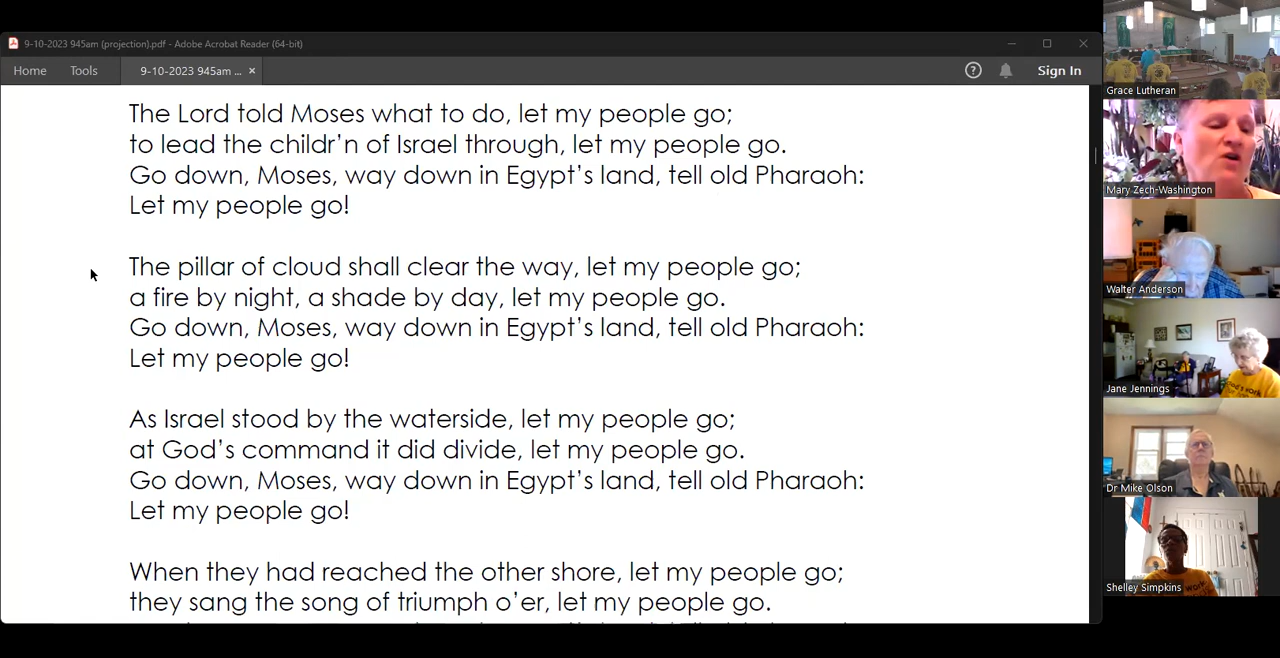 9-10-2023 945am (projection).pdf - Adobe Acrobat Reader (64-bit)
Home
Tools
9-10-2023 945am ...
Sign In
The Lord told Moses what to do, let my people go;
to lead the childr’n of Israel through, let my people go.
Go down, Moses, way down in Egypt’s land, tell old Pharaoh:
Let my people go!
The pillar of cloud shall clear the way, let my people go;
a fire by night, a shade by day, let my people go.
Go down, Moses, way down in Egypt’s land, tell old Pharaoh:
Let my people go!
As Israel stood by the waterside, let my people go;
at God’s command it did divide, let my people go.
Go down, Moses, way down in Egypt’s land, tell old Pharaoh:
Let my people go!
When they had reached the other shore, let my people go;
they sang the song of triumph o’er, let my people go.
Grace Lutheran
Mary Zech-Washington
Walter Anderson
Jane Jennings
Dr Mike Olson
Shelley Simpkins